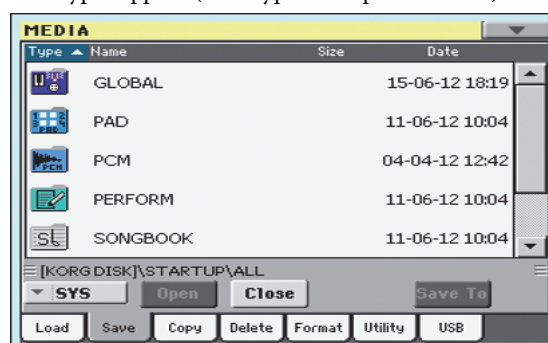 MEDIA
Type Name Size Date
GLOBAL 15-06-12 18:19
PAD 11-06-12 10:04
PCM 04-04-12 12:42
PERFORM 11-06-12 10:04
SONGBOOK 11-06-12 10:04
[KORG DISK]\STARTUP\ALL
SYS Open Close Save To
Load Save Copy Delete Format Utility USB